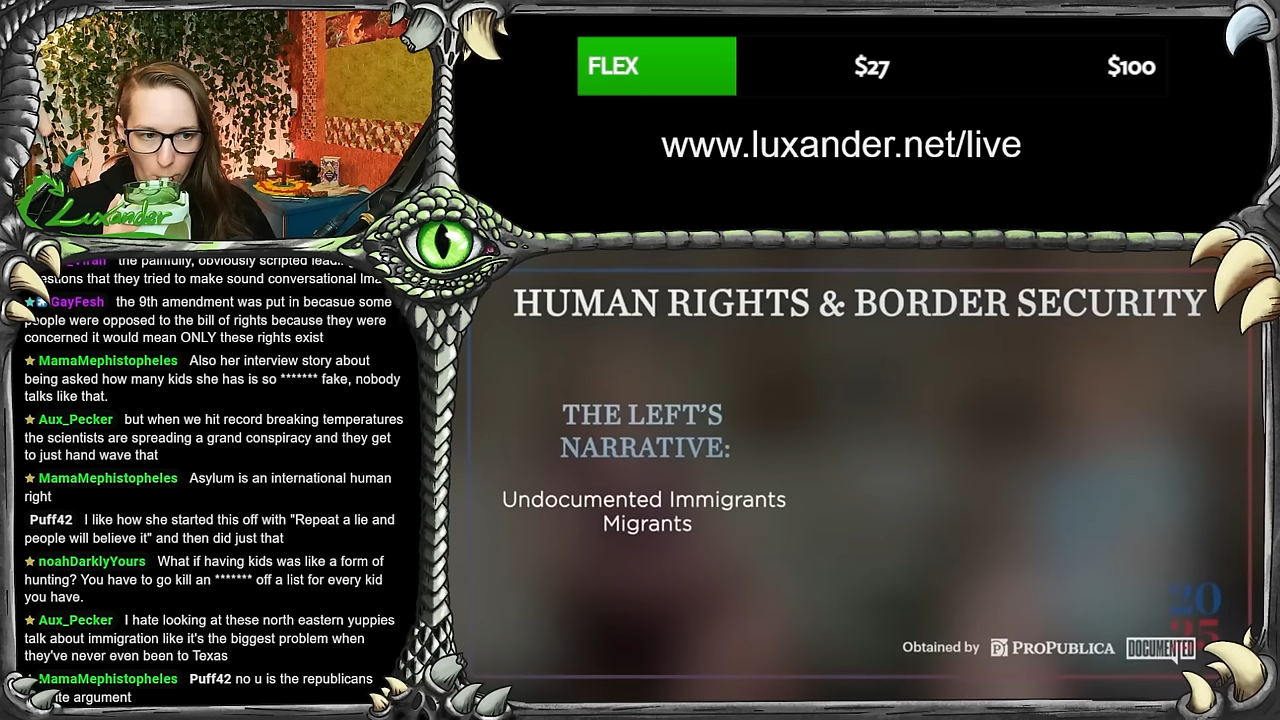 FLEX $27 $100
www.luxander.net/live
Luxander
the painfully, obviously scripted
that they tried to make sound conversational
GayFesh the 9th amendment was put in becasue some
people were opposed to the bill of rights because they were
concerned it would mean ONLY these rights exist
MamaMephistopheles Also her interview story about
being asked how many kids she has is so ******* fake, nobody
talks like that.
Aux_Pecker but when we hit record breaking temperatures
the scientists are spreading a grand conspiracy and they get
to just hand wave that
MamaMephistopheles Asylum is an international human
right
Puff42 I like how she started this off with "Repeat a lie and
people will believe it" and then did just that
noahDarklyYours What if having kids was like a form of
hunting? You have to go kill an ******* off a list for every kid
you have.
Aux_Pecker I hate looking at these north eastern yuppies
talk about immigration like it's the biggest problem when
they've never even been to Texas
MamaMephistopheles Puff42 no u is the republicans
argument
HUMAN RIGHTS & BORDER SECURITY
THE LEFT'S
NARRATIVE:
Undocumented Immigrants
Migrants
2025
Obtained by PROPUBLICA DOCUMENTED